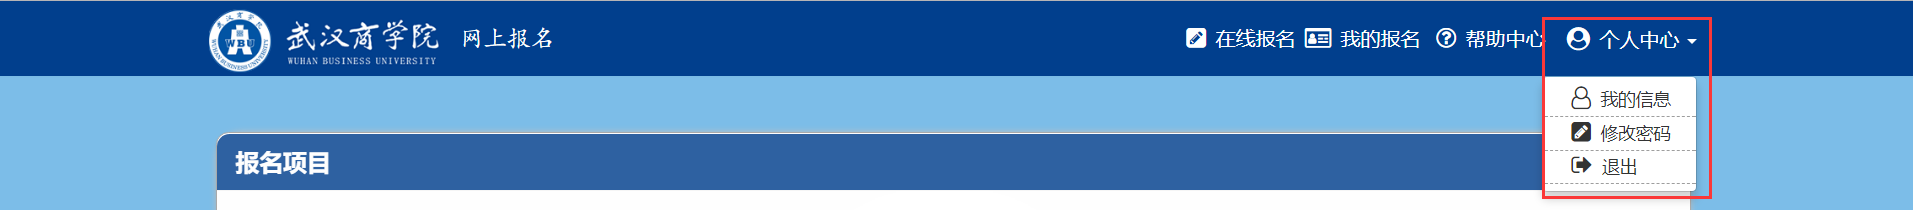 武汉商学院 网上报名
WUHAN BUSINESS UNIVERSITY
WBU
在线报名 我的报名 帮助中心 个人中心
我的信息
修改密码
退出
报名项目